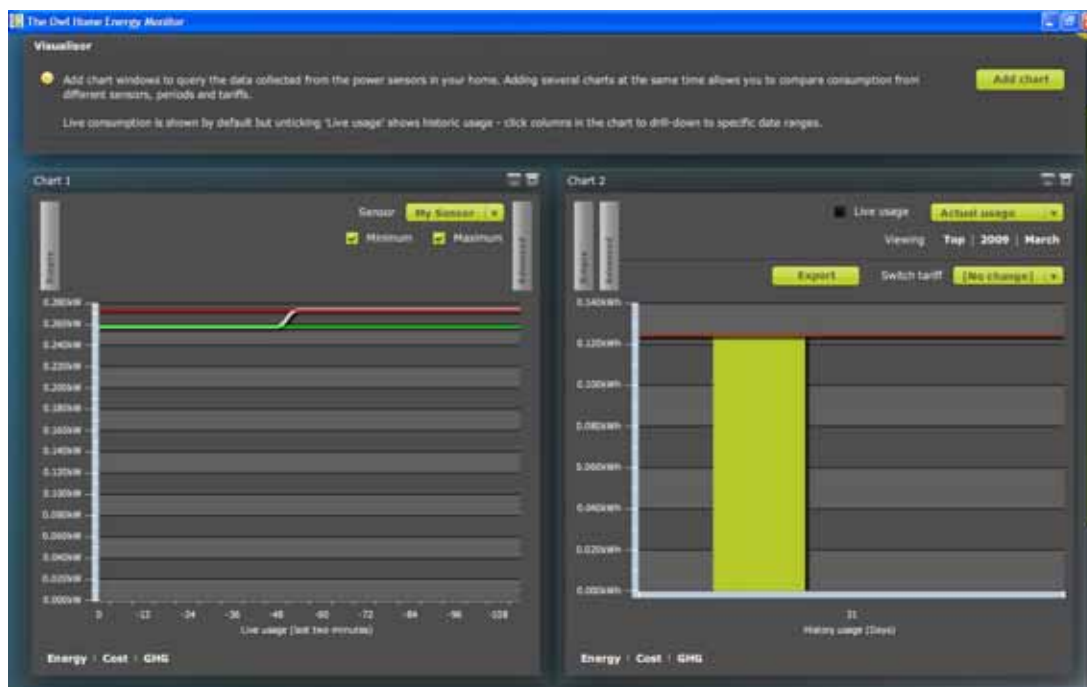 The Owl Home Energy Monitor
Visualiser
Add chart windows to query the data collected from the power sensors in your home. Adding several charts at the same time allows you to compare consumption from
different sensors, periods and tariffs.
Add chart
Live consumption is shown by default but unticking 'Live usage' shows historic usage - click columns in the chart to drill-down to specific date ranges.
Chart 1
Sensor My Sensor
Minimum Maximum
Advanced
0.280kW
0.260kW
0.240kW
0.220kW
0.200kW
0.180kW
0.160kW
0.140kW
0.120kW
0.100kW
0.080kW
0.060kW
0.040kW
0.020kW
0.000kW
0 -12 -24 -36 -48 -60 -72 -84 -96 -108
Live usage (last two minutes)
Energy | Cost | GHG
Chart 2
Live usage Actual usage
Viewing Top | 2009 | March
Advanced
Export Switch tariff [No change]
0.140kWh
0.120kWh
0.100kWh
0.080kWh
0.060kWh
0.040kWh
0.020kWh
0.000kWh
31
History usage (Days)
Energy | Cost | GHG